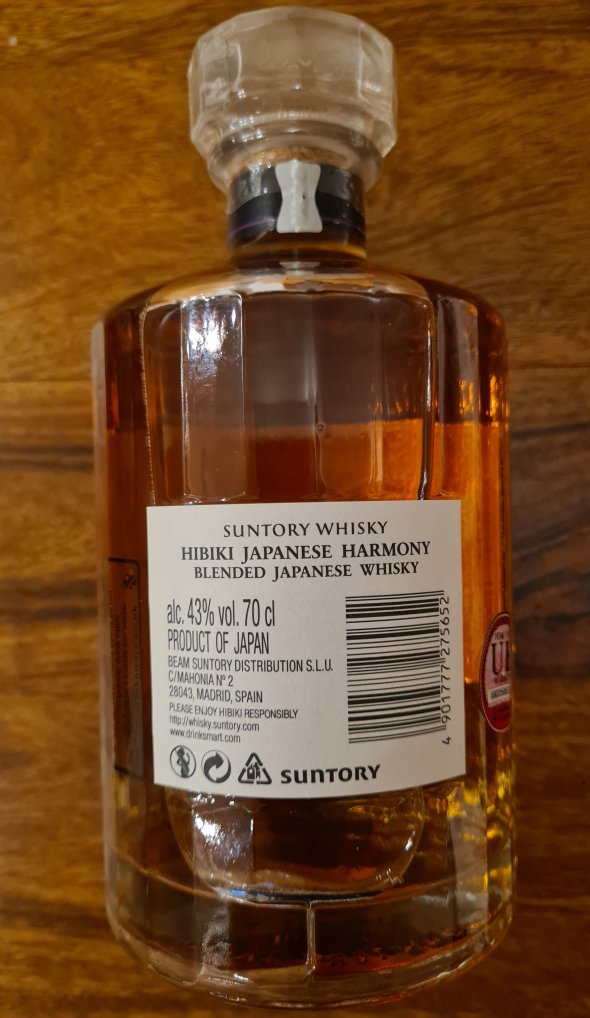 SUNTORY WHISKY
HIBIKI JAPANESE HARMONY
BLENDED JAPANESE WHISKY
alc. 43% vol. 70 cl
PRODUCT OF JAPAN
BEAM SUNTORY DISTRIBUTION S.L.U.
C/MAHONIA Nº 2
28043, MADRID, SPAIN
PLEASE ENJOY HIBIKI RESPONSIBLY
http://whisky.suntory.com
www.drinksmart.com
SUNTORY
4 901777 275652